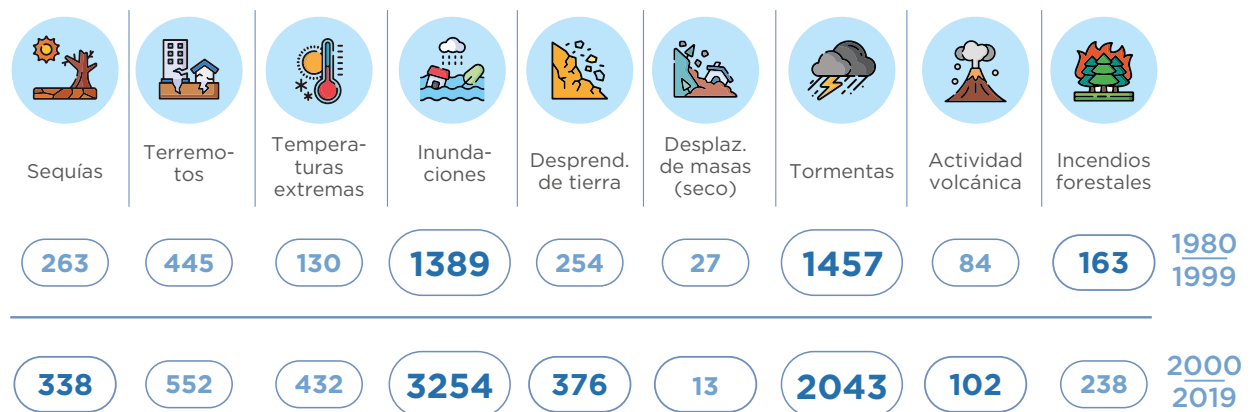 Sequías
Terremo-
tos
Tempera-
turas
extremas
Inunda-
ciones
Desprend.
de tierra
Desplaz.
de masas
(seco)
Tormentas
Actividad
volcánica
Incendios
forestales
263 445 130 1389 254 27 1457 84 163 1980
1999
338 552 432 3254 376 13 2043 102 238 2000
2019